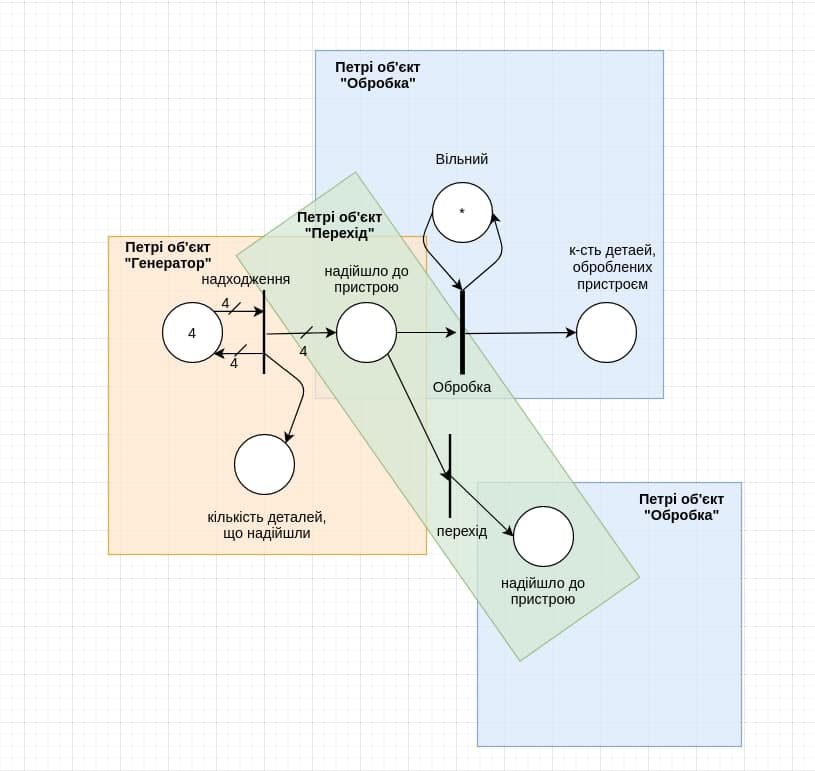 Петрі об'єкт
"Обробка"
Вільний
*
Петрі об'єкт
"Перехід"
Петрі об'єкт
"Генератор"
надходження
надійшло до
пристрою
к-сть детаей,
оброблених
пристроєм
4
4
4
4
Обробка
кількість деталей,
що надійшли
перехід
Петрі об'єкт
"Обробка"
надійшло до
пристрою